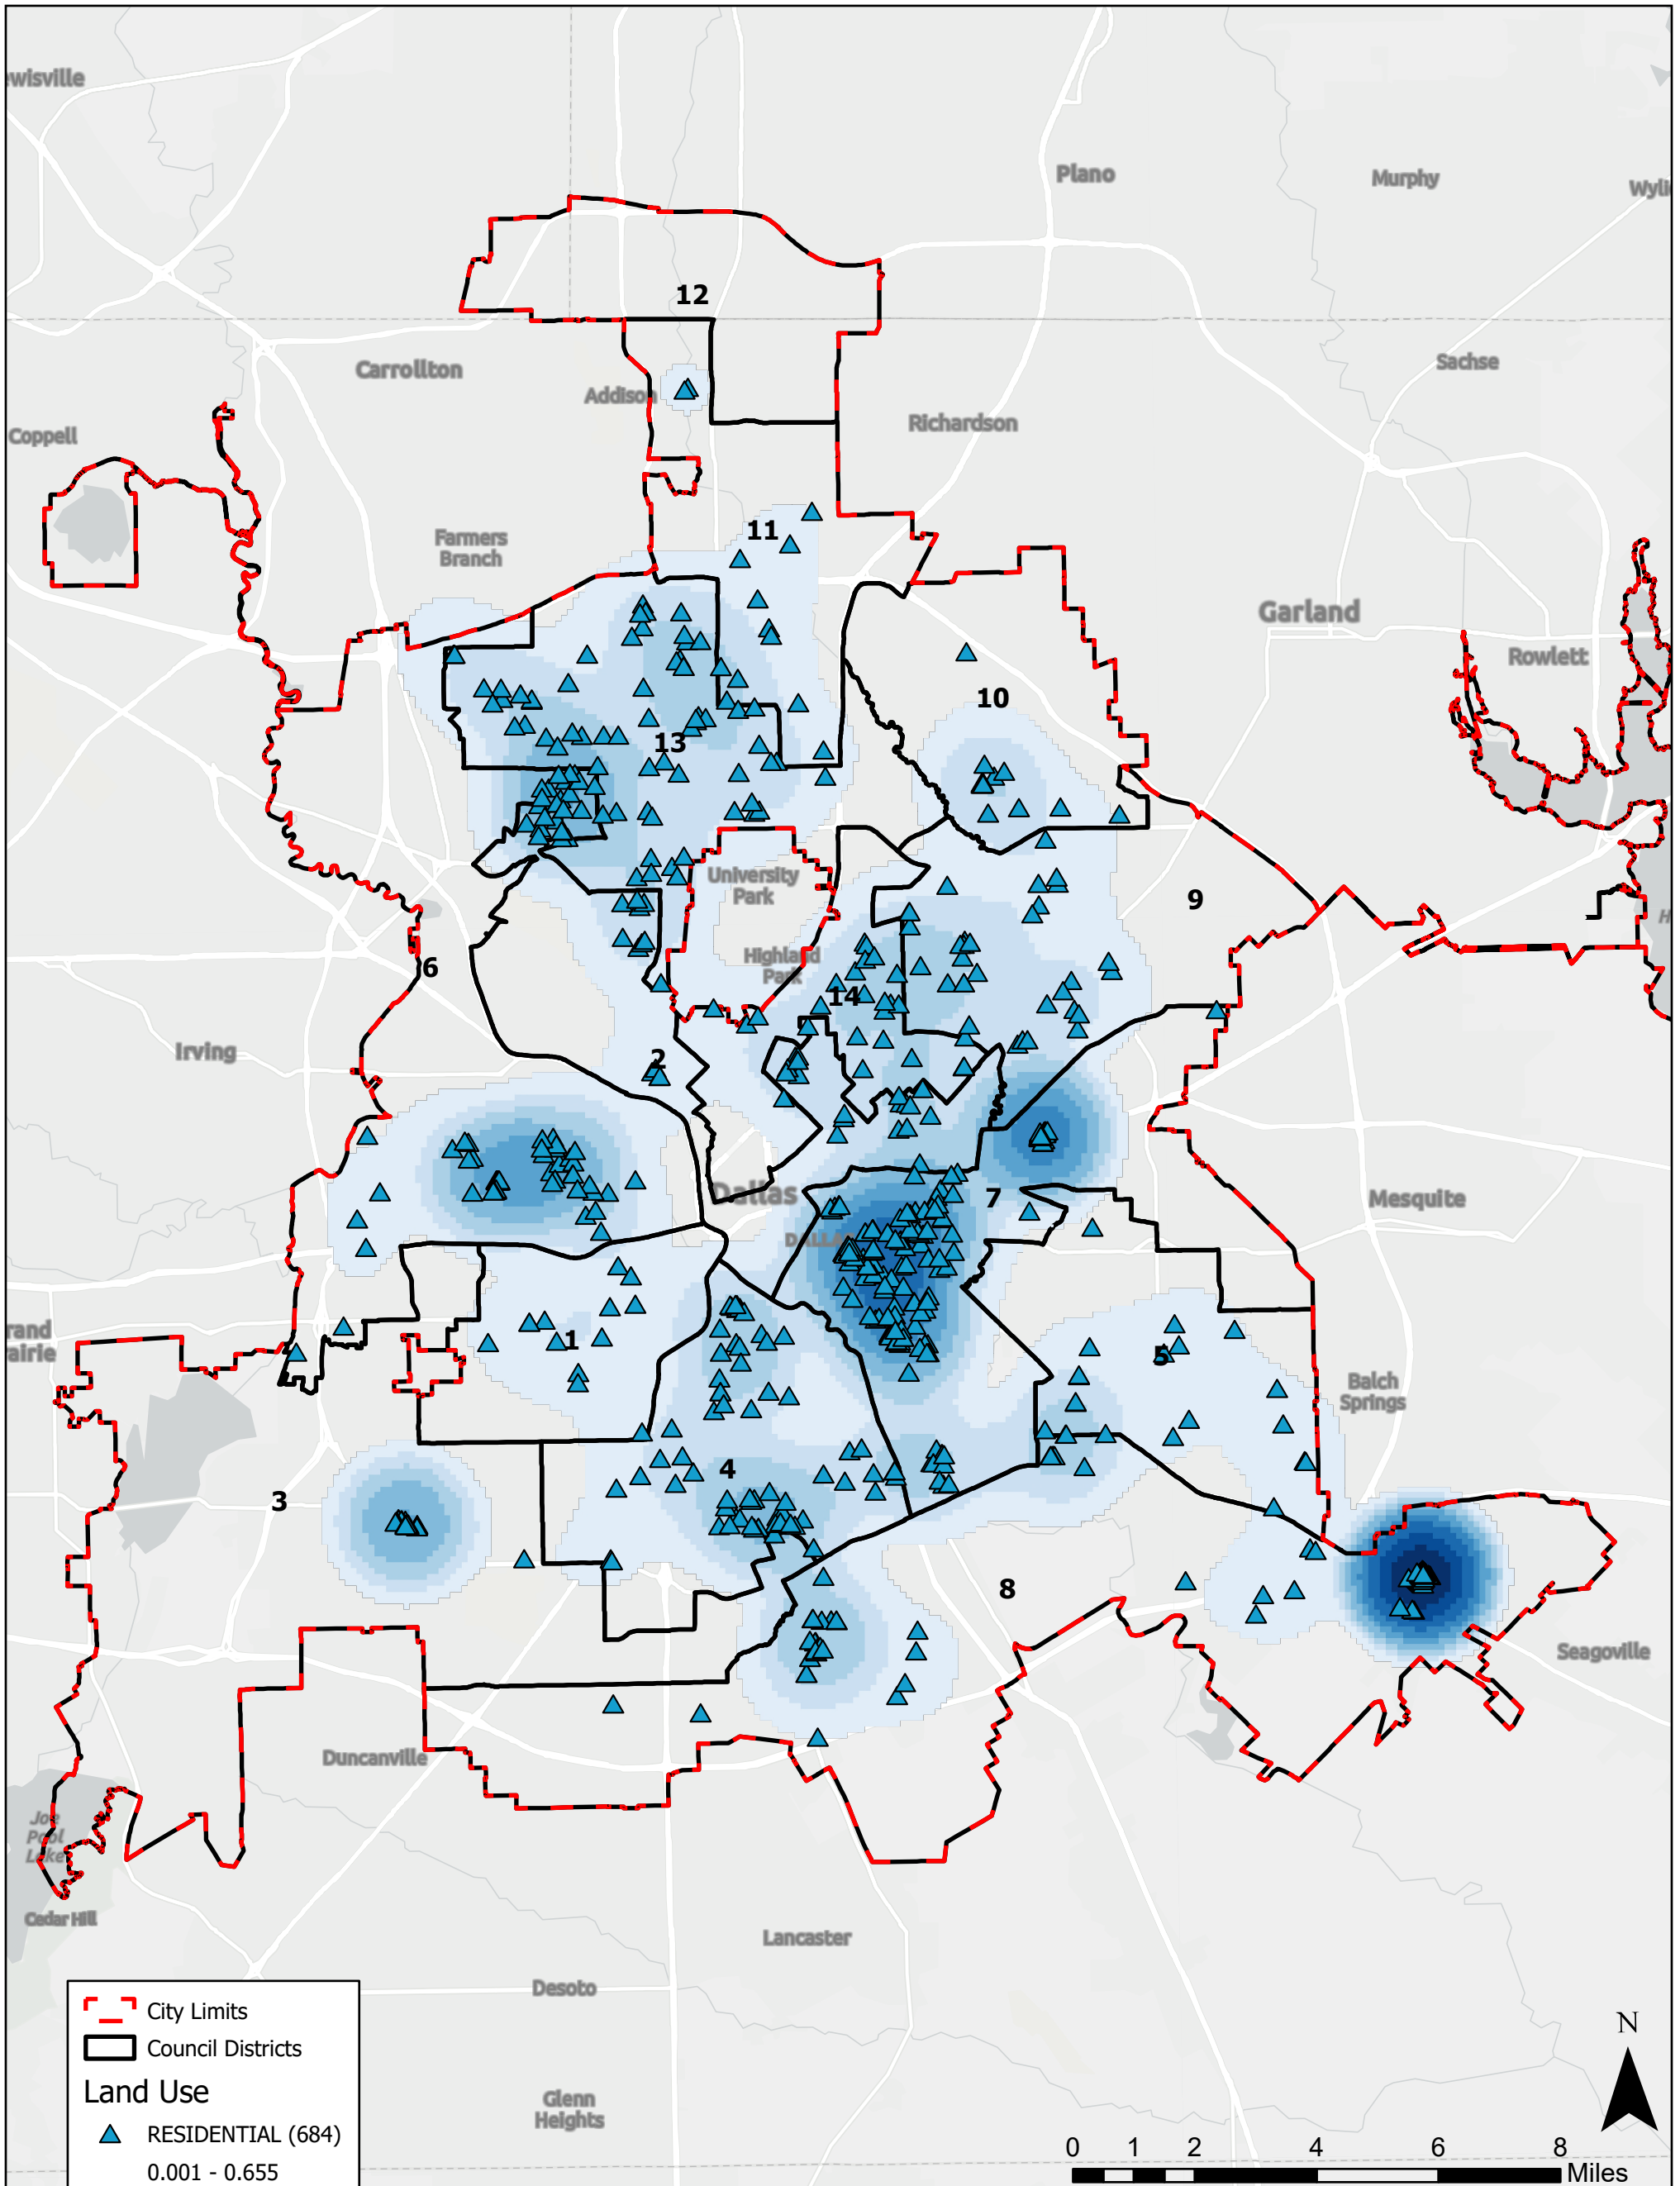 ewisville
Plano
Murphy
Wyli
12
Carrollton
Sachse
Addison
Richardson
Coppell
11
Farmers
Branch
Garland
Rowlett
10
13
University
Park
9
H
Highland
Park
6
14
Irving
2
Dallas
7
Mesquite
DALLA
rand
rairie
1
5
Balch
Springs
4
3
8
Seagoville
Duncanville
Joe
Pool
Lake
Cedar Hill
Lancaster
Desoto
City Limits
Council Districts
Land Use
RESIDENTIAL (684)
0.001 - 0.655
Glenn
Heights
N
0 1 2 4 6 8
Miles